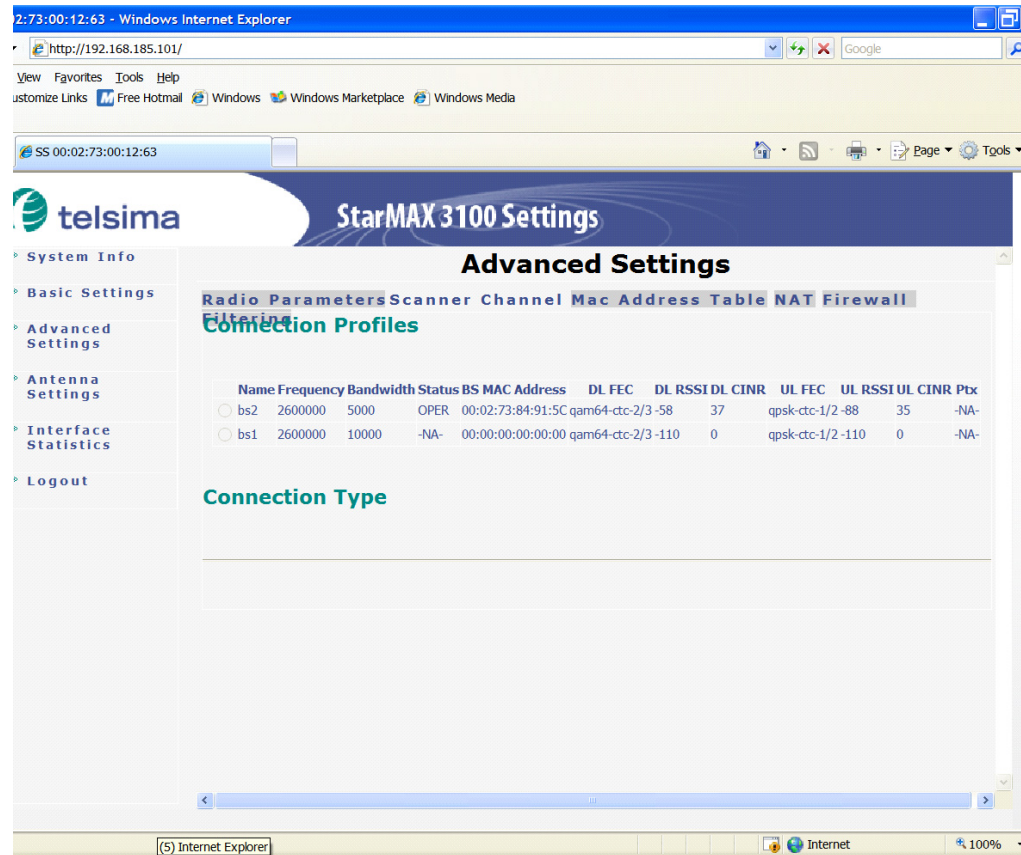 2:73:00:12:63 - Windows Internet Explorer
http://192.168.185.101/
Google
View Favorites Tools Help
ustomize Links Free Hotmail Windows Windows Marketplace Windows Media
SS 00:02:73:00:12:63
Page Tools
telsima
StarMAX 3100 Settings
System Info
Basic Settings
Advanced Settings
Antenna Settings
Interface Statistics
Logout
Advanced Settings
Radio Parameters Scanner Channel Mac Address Table NAT Firewall
Filtering
Connection Profiles
Name Frequency Bandwidth Status BS MAC Address DL FEC DL RSSI DL CINR UL FEC UL RSSI UL CINR Ptx
bs2 2600000 5000 OPER 00:02:73:84:91:5C qam64-ctc-2/3 -58 37 qpsk-ctc-1/2 -88 35 -NA-
bs1 2600000 10000 -NA- 00:00:00:00:00:00 qam64-ctc-2/3 -110 0 qpsk-ctc-1/2 -110 0 -NA-
Connection Type
(5) Internet Explorer
Internet
100%